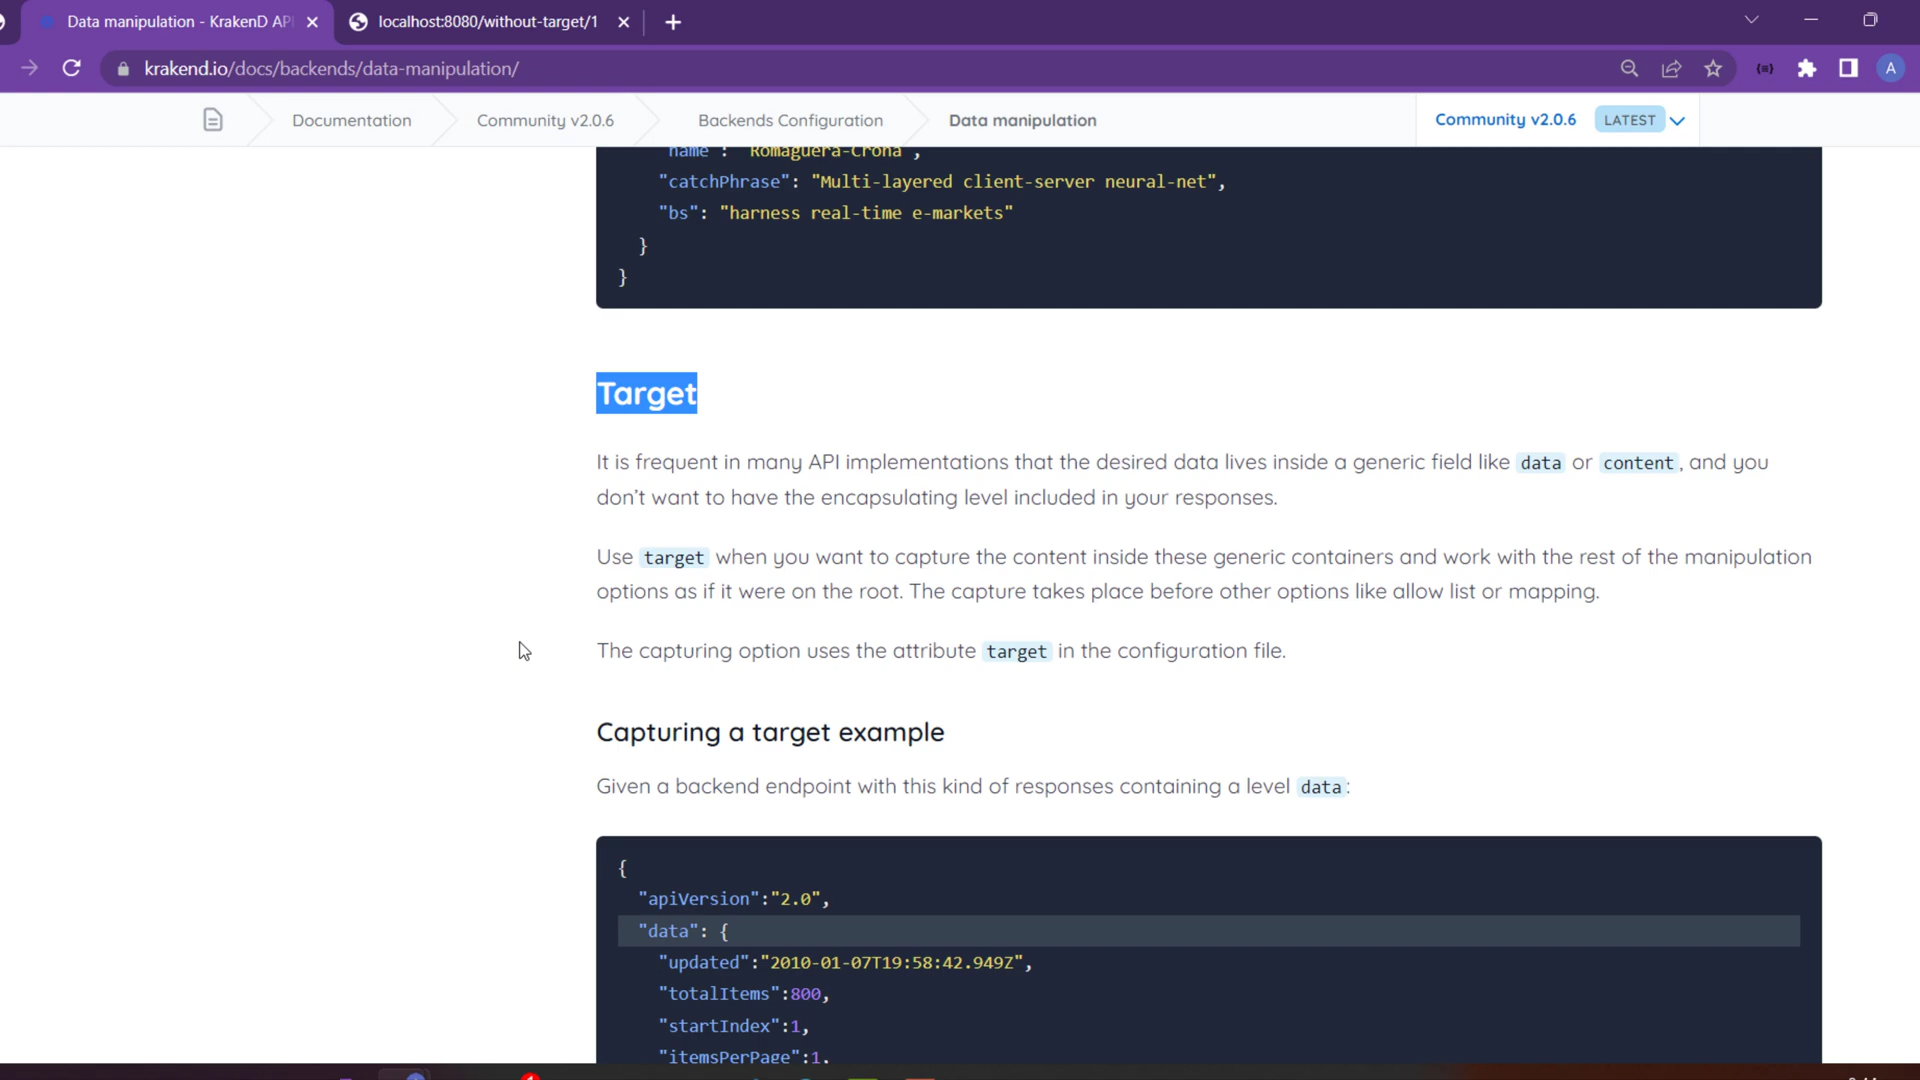 Data manipulation - KrakenD API
localhost:8080/without-target/1
krakend.io/docs/backends/data-manipulation/
A
Documentation
Community v2.0.6
Backends Configuration
Data manipulation
Community v2.0.6 LATEST
"name": "Romaguera-Crona",
"catchPhrase": "Multi-layered client-server neural-net",
"bs": "harness real-time e-markets"
}
}
Target
It is frequent in many API implementations that the desired data lives inside a generic field like data or content, and you
don’t want to have the encapsulating level included in your responses.
Use target when you want to capture the content inside these generic containers and work with the rest of the manipulation
options as if it were on the root. The capture takes place before other options like allow list or mapping.
The capturing option uses the attribute target in the configuration file.
Capturing a target example
Given a backend endpoint with this kind of responses containing a level data:
{
"apiVersion":"2.0",
"data": {
"updated":"2010-01-07T19:58:42.949Z",
"totalItems":800,
"startIndex":1,
"itemsPerPage":1,